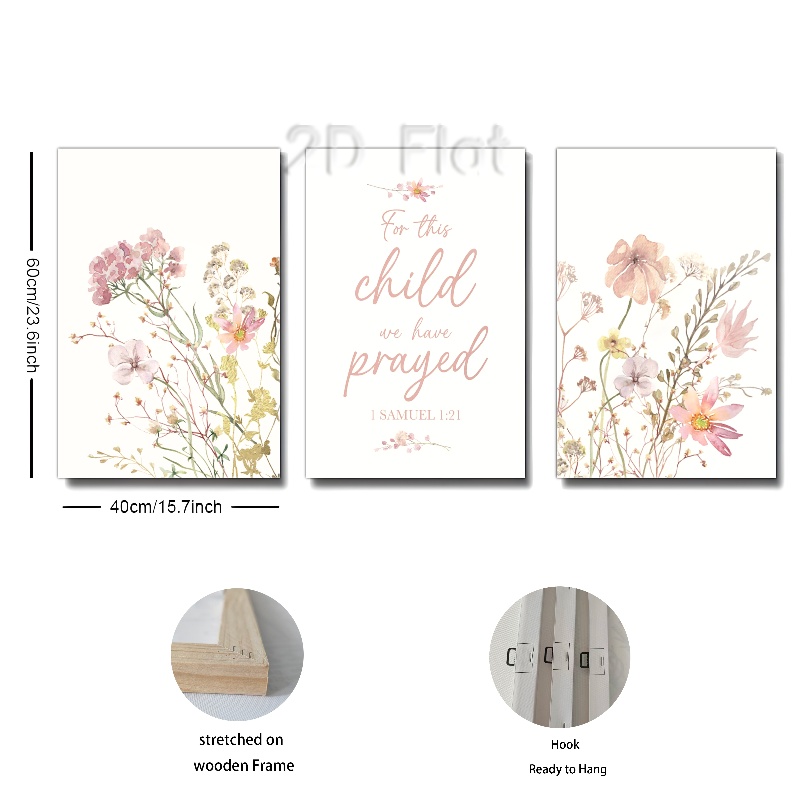 2D Flat
For this
child
we have
prayed
1 SAMUEL 1:21
60cm/23.6inch
40cm/15.7inch
stretched on
wooden Frame
Hook
Ready to Hang